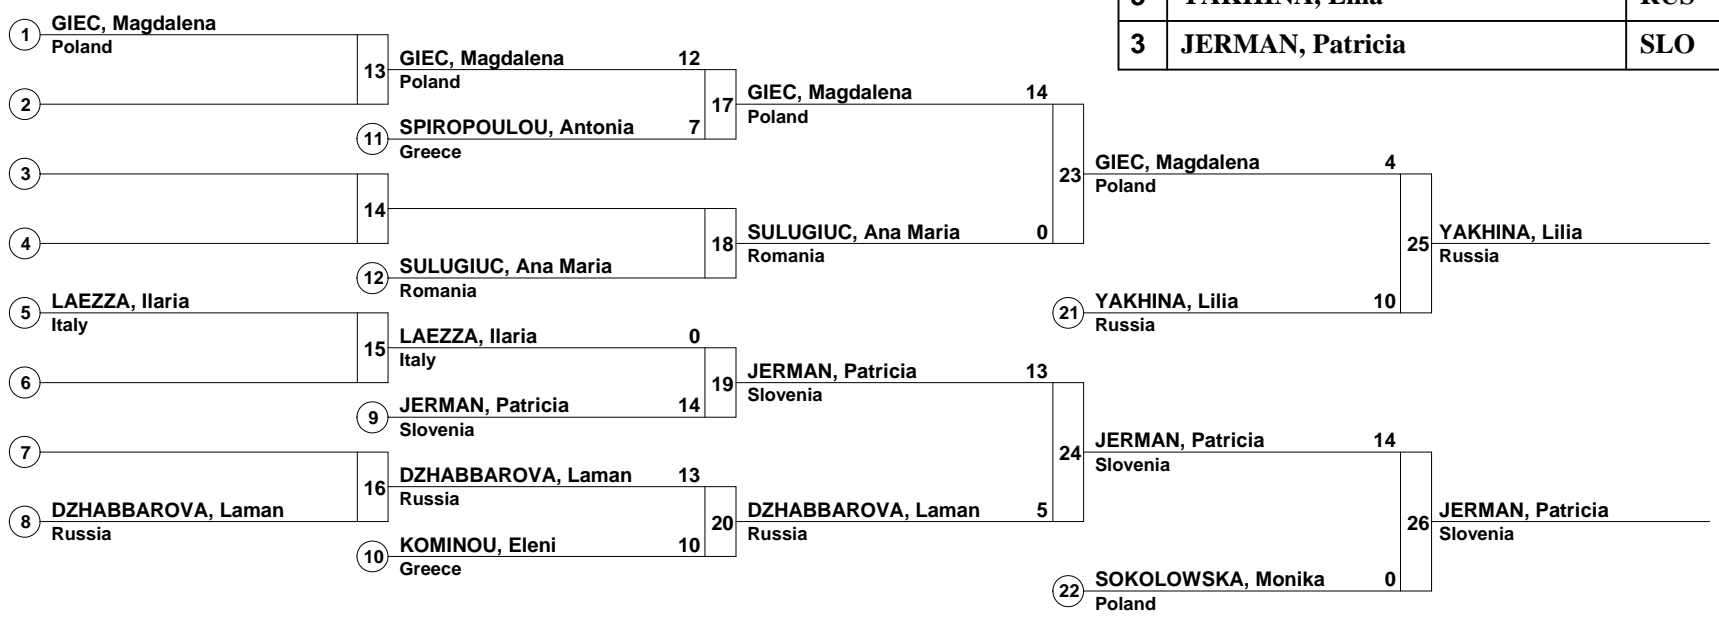 3 YAKHINA, Lilia RUS
3 JERMAN, Patricia SLO
1 GIEC, Magdalena
Poland
13 GIEC, Magdalena 12
Poland
2
17 GIEC, Magdalena 14
Poland
11 SPIROPOULOU, Antonia 7
Greece
3
23 GIEC, Magdalena 4
Poland
14
4
18 SULUGIUC, Ana Maria 0
Romania
25 YAKHINA, Lilia
Russia
12 SULUGIUC, Ana Maria
Romania
5 LAEZZA, Ilaria
Italy
21 YAKHINA, Lilia 10
Russia
15 LAEZZA, Ilaria 0
Italy
6
19 JERMAN, Patricia 13
Slovenia
9 JERMAN, Patricia 14
Slovenia
7
24 JERMAN, Patricia 14
Slovenia
16 DZHABBAROVA, Laman 13
Russia
8 DZHABBAROVA, Laman
Russia
20 DZHABBAROVA, Laman 5
Russia
26 JERMAN, Patricia
Slovenia
10 KOMINOU, Eleni 10
Greece
22 SOKOLOWSKA, Monika 0
Poland